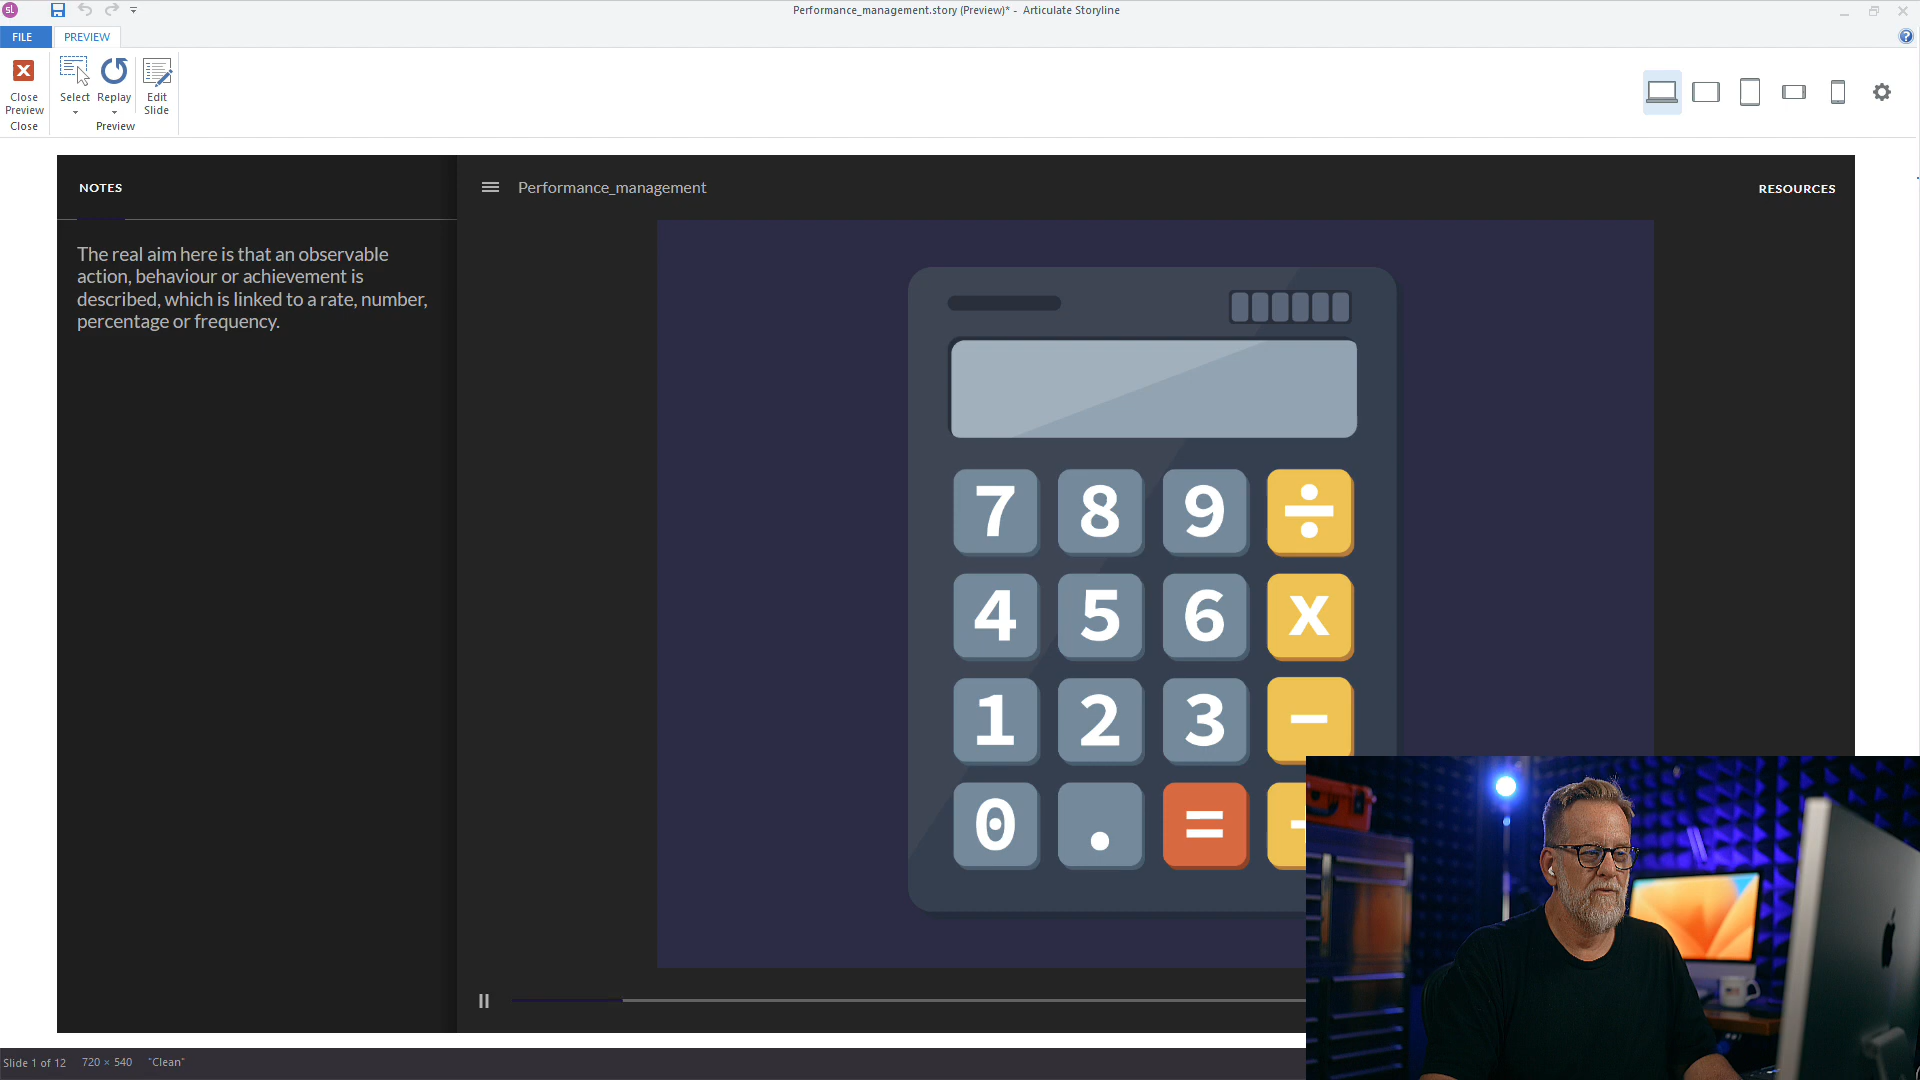 SL
Performance_management.story (Preview)* - Articulate Storyline
FILE
PREVIEW
?
Close
Preview
Select
Replay
Edit
Slide
Close
Preview
NOTES
Performance_management
RESOURCES
The real aim here is that an observable
action, behaviour or achievement is
described, which is linked to a rate, number,
percentage or frequency.
7 8 9 ÷
4 5 6 x
1 2 3 −
0 . =
Slide 1 of 12
720 × 540
"Clean"